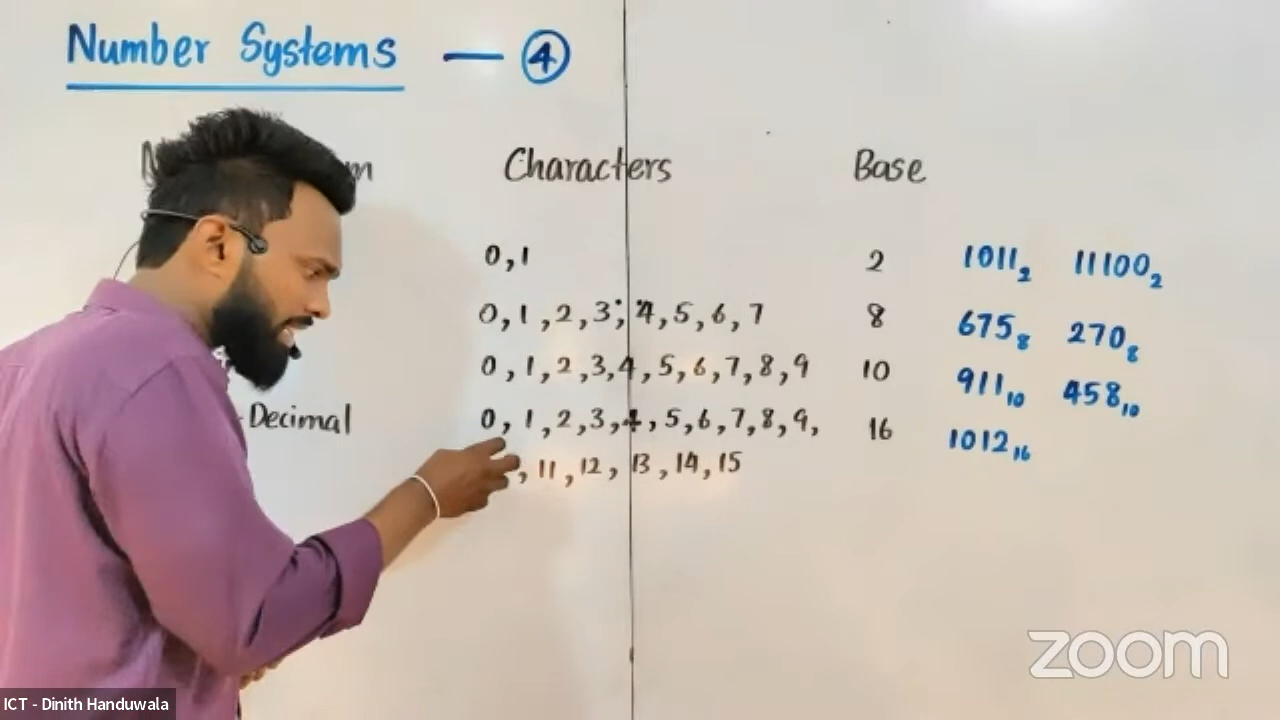 Number Systems — ④
Characters Base
0,1 2 1011₂ 11100₂
0,1,2,3,4,5,6,7 8 675₈ 270₈
0,1,2,3,4,5,6,7,8,9 10 911₁₀ 458₁₀
-Decimal 0,1,2,3,4,5,6,7,8,9, 16 1012₁₆
,11,12,13,14,15
zoom
ICT - Dinith Handuwala